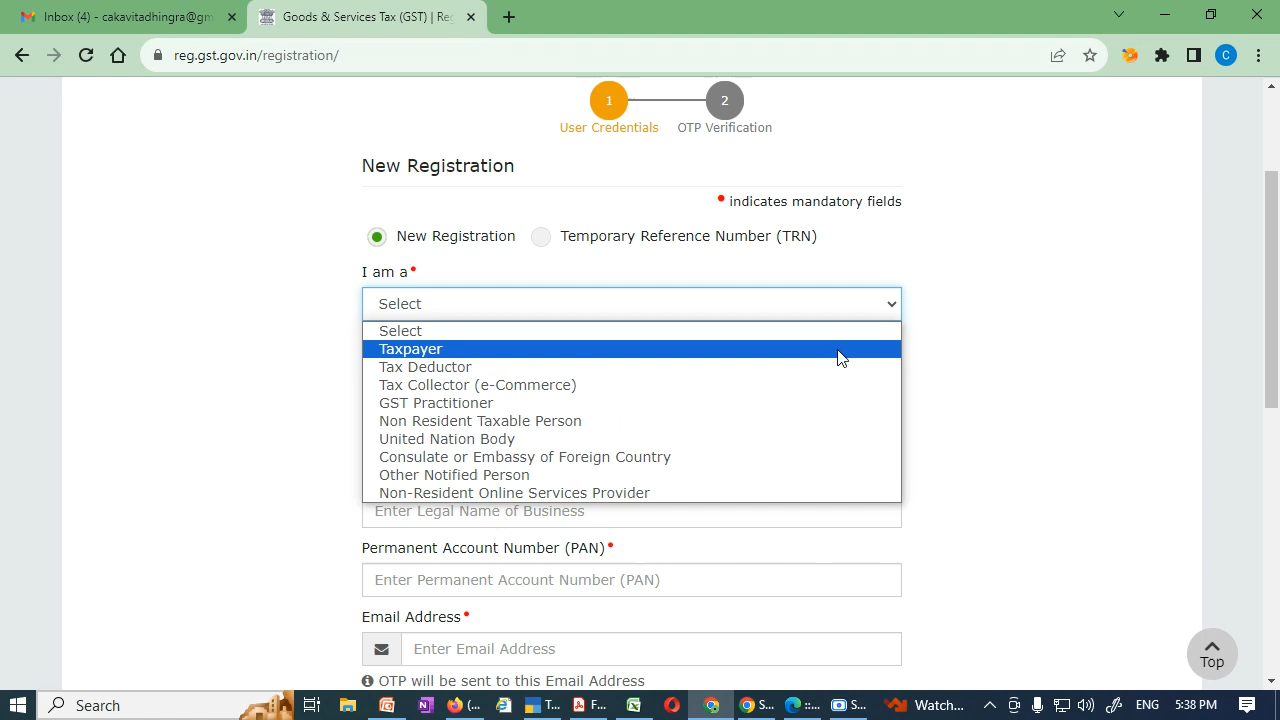 Inbox (4) - cakavitadhingra@gm
Goods & Services Tax (GST) | Reg
reg.gst.gov.in/registration/
C
1
2
User Credentials
OTP Verification
New Registration
• indicates mandatory fields
New Registration
Temporary Reference Number (TRN)
I am a•
Select
Select
Taxpayer
Tax Deductor
Tax Collector (e-Commerce)
GST Practitioner
Non Resident Taxable Person
United Nation Body
Consulate or Embassy of Foreign Country
Other Notified Person
Non-Resident Online Services Provider
Enter Legal Name of Business
Permanent Account Number (PAN)•
Enter Permanent Account Number (PAN)
Email Address•
Enter Email Address
OTP will be sent to this Email Address
Top
Search
T...
(...
F...
S...
::...
S...
Watch...
ENG
5:38 PM